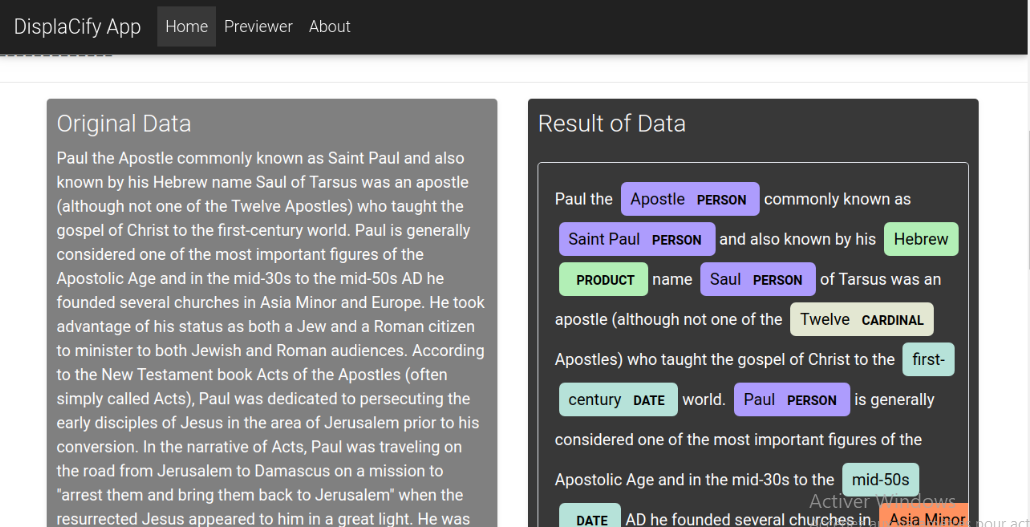 DisplaCify App Home Previewer About
Original Data
Paul the Apostle commonly known as Saint Paul and also
known by his Hebrew name Saul of Tarsus was an apostle
(although not one of the Twelve Apostles) who taught the
gospel of Christ to the first-century world. Paul is generally
considered one of the most important figures of the
Apostolic Age and in the mid-30s to the mid-50s AD he
founded several churches in Asia Minor and Europe. He took
advantage of his status as both a Jew and a Roman citizen
to minister to both Jewish and Roman audiences. According
to the New Testament book Acts of the Apostles (often
simply called Acts), Paul was dedicated to persecuting the
early disciples of Jesus in the area of Jerusalem prior to his
conversion. In the narrative of Acts, Paul was traveling on
the road from Jerusalem to Damascus on a mission to
"arrest them and bring them back to Jerusalem" when the
resurrected Jesus appeared to him in a great light. He was
Result of Data
Paul the Apostle PERSON commonly known as
Saint Paul PERSON and also known by his Hebrew
PRODUCT name Saul PERSON of Tarsus was an
apostle (although not one of the Twelve CARDINAL
Apostles) who taught the gospel of Christ to the first-
century DATE world. Paul PERSON is generally
considered one of the most important figures of the
Apostolic Age and in the mid-30s to the mid-50s
DATE AD he founded several churches in Asia Minor
Activer Windows
pour act